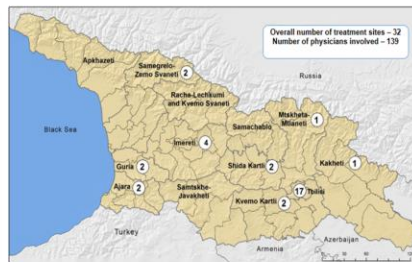 Overall number of treatment sites – 32
Number of physicians involved – 139
Russia
Apkhazeti
Samegrelo-
Zemo Svaneti
2
Racha-Lechkhumi
and Kvemo Svaneti
Mtskheta-
Mtianeti
1
Black Sea
Samachablo
Imereti
4
Guria
2
Shida Kartli
2
Kakheti
1
Ajara
2
Samtskhe-
Javakheti
17
Tbilisi
Kvemo Kartli
2
Turkey
Armenia
Azerbaijan